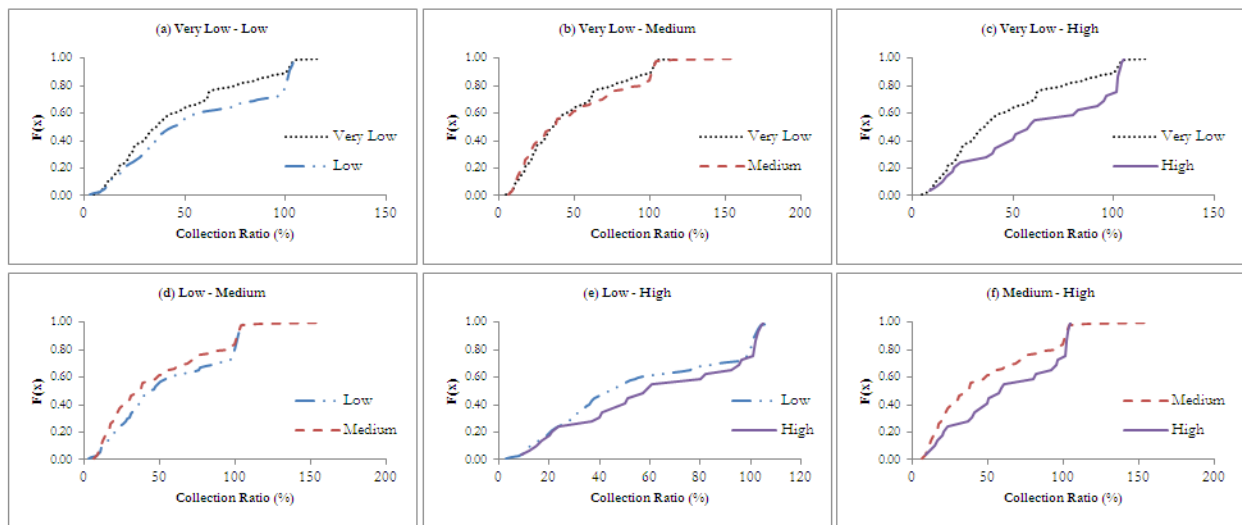 (a) Very Low - Low
1.00
0.80
0.60
0.40
0.20
0.00
F(x)
Very Low
Low
0
50
100
150
Collection Ratio (%)
(b) Very Low - Medium
1.00
0.80
0.60
0.40
0.20
0.00
F(x)
Very Low
Medium
0
50
100
150
200
Collection Ratio (%)
(c) Very Low - High
1.00
0.80
0.60
0.40
0.20
0.00
F(x)
Very Low
High
0
50
100
150
Collection Ratio (%)
(d) Low - Medium
1.00
0.80
0.60
0.40
0.20
0.00
F(x)
Low
Medium
0
50
100
150
200
Collection Ratio (%)
(e) Low - High
1.00
0.80
0.60
0.40
0.20
0.00
F(x)
Low
High
0
20
40
60
80
100
120
Collection Ratio (%)
(f) Medium - High
1.00
0.80
0.60
0.40
0.20
0.00
F(x)
Medium
High
0
50
100
150
200
Collection Ratio (%)